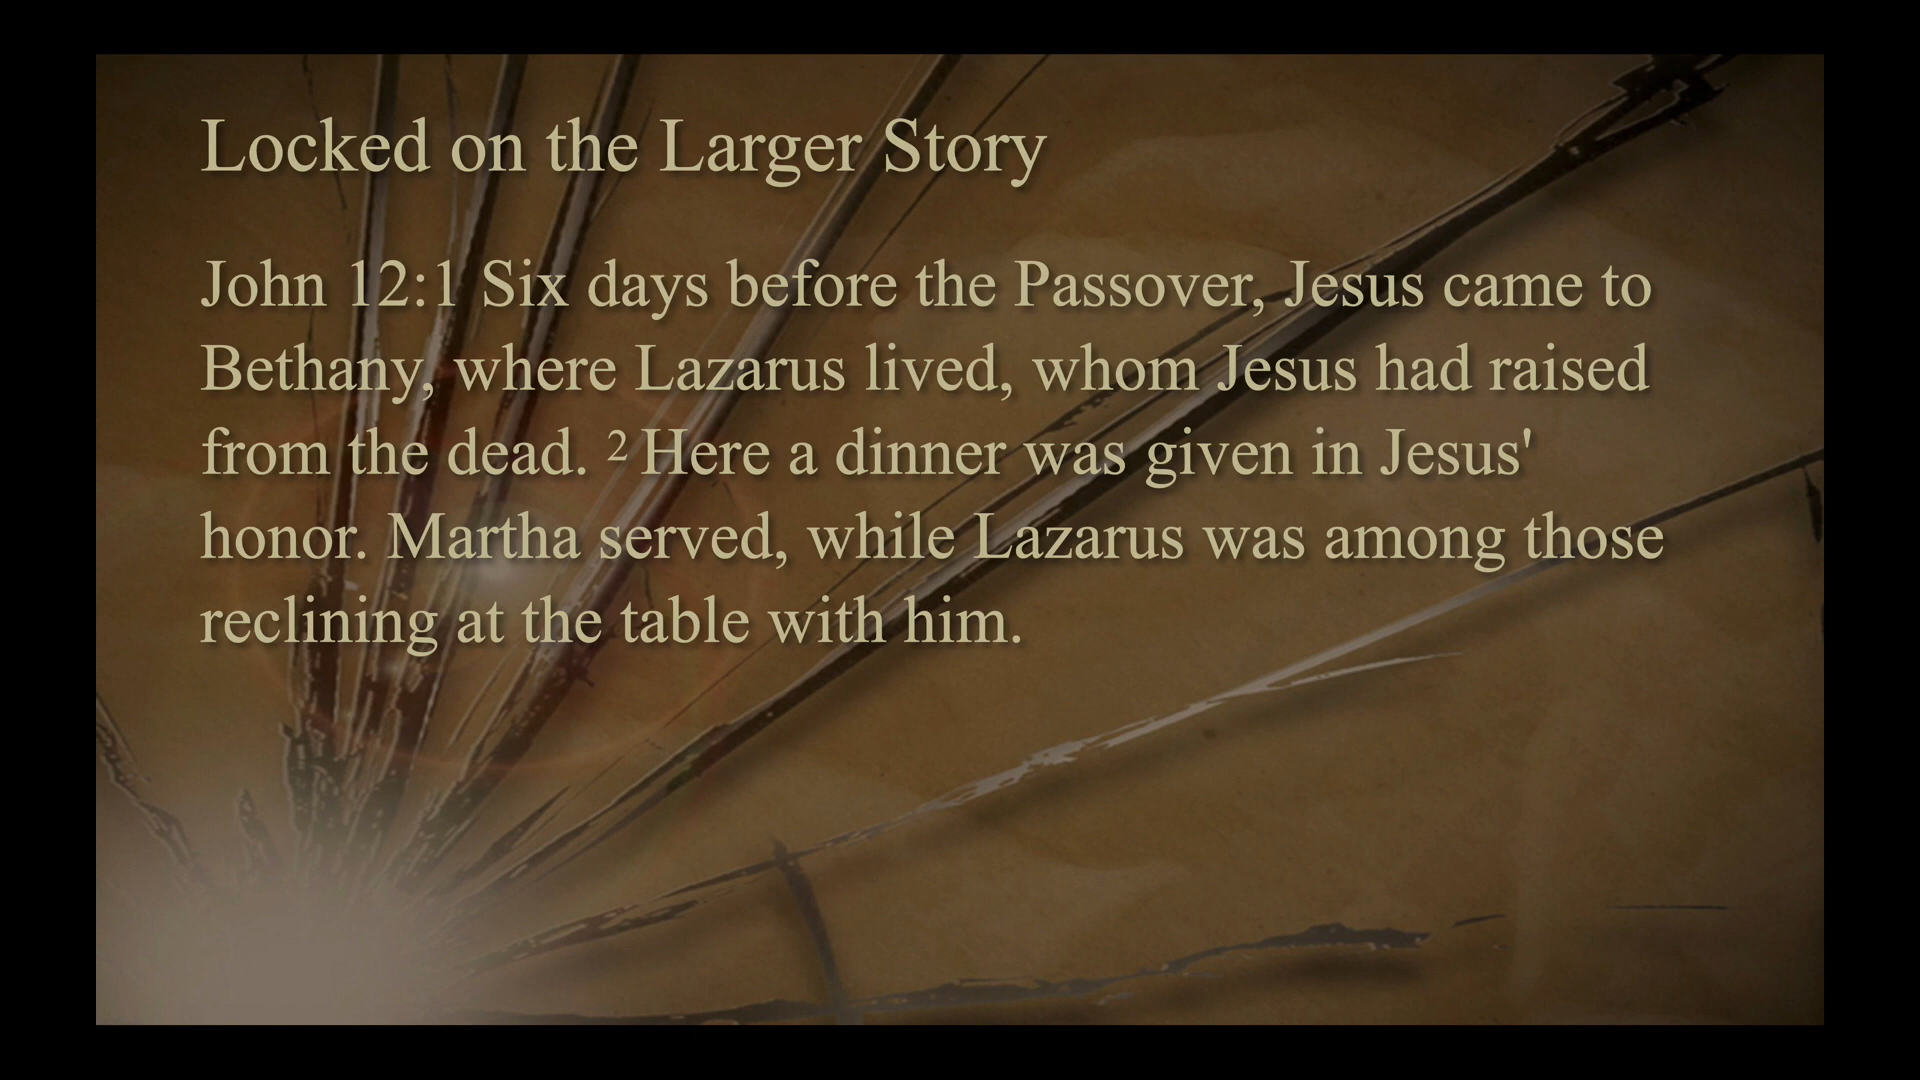 Locked on the Larger Story
John 12:1 Six days before the Passover, Jesus came to
Bethany, where Lazarus lived, whom Jesus had raised
from the dead. 2 Here a dinner was given in Jesus'
honor. Martha served, while Lazarus was among those
reclining at the table with him.